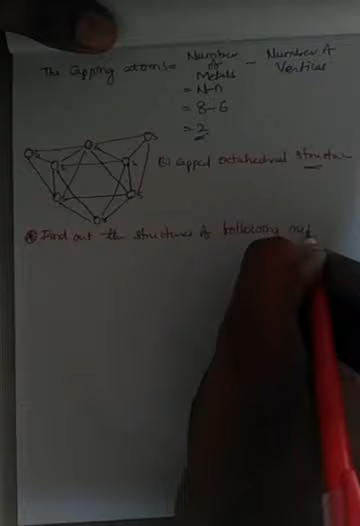 The Capping atoms = Number of Metals - Number of Vertices
= N-n
= 8-6
= 2
Bi capped octahedral structure
Find out the structures of following